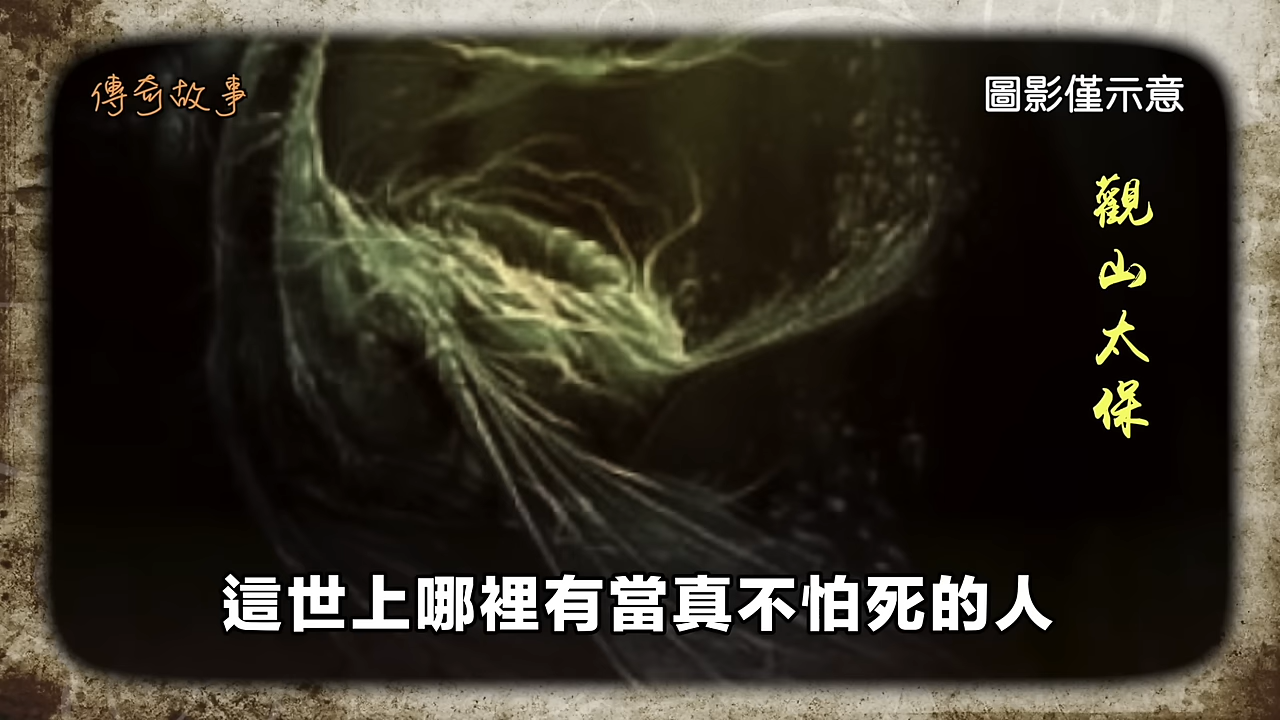 傳奇故事
圖影僅示意
觀山太保
這世上哪裡有當真不怕死的人